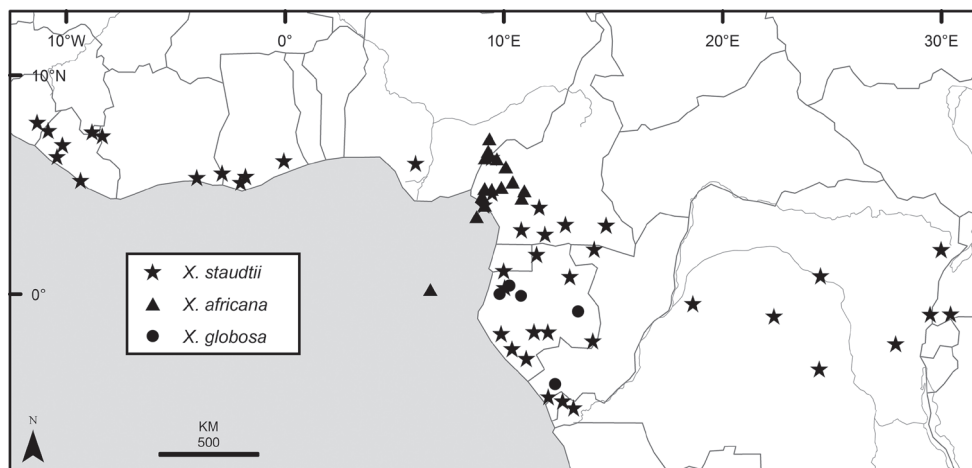 10°W 0° 10°E 20°E 30°E
10°N
X. staudtii
0°
X. africana
X. globosa
N
KM
500